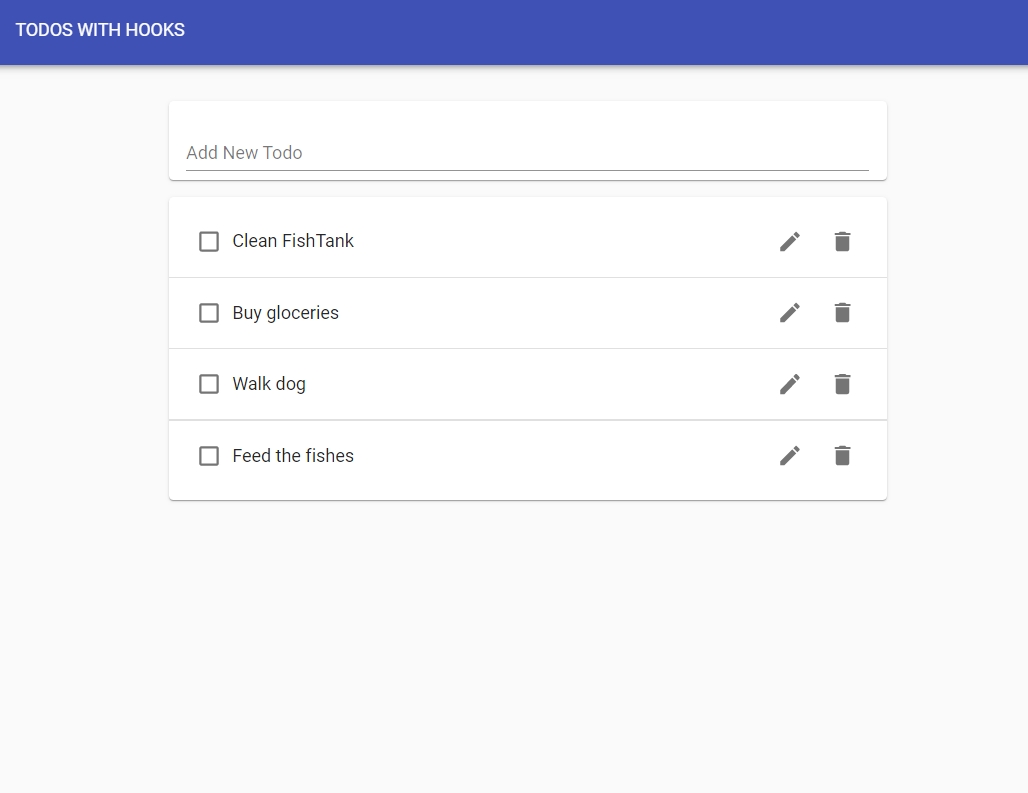 TODOS WITH HOOKS
Add New Todo
Clean FishTank
Buy gloceries
Walk dog
Feed the fishes